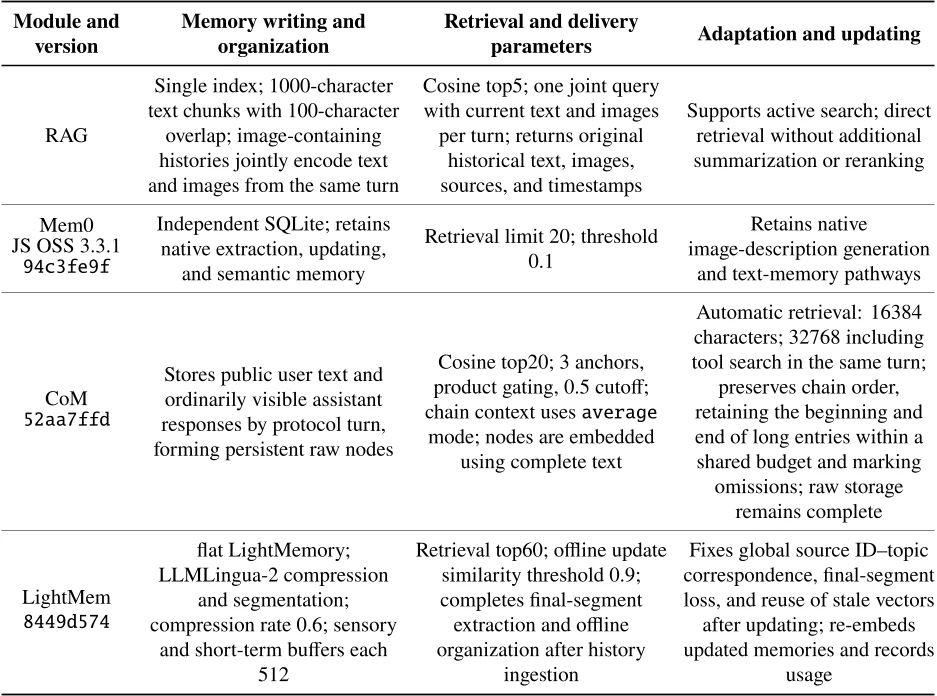 Module and version
Memory writing and organization
Retrieval and delivery parameters
Adaptation and updating
RAG
Single index; 1000-character
text chunks with 100-character
overlap; image-containing
histories jointly encode text
and images from the same turn
Cosine top5; one joint query
with current text and images
per turn; returns original
historical text, images,
sources, and timestamps
Supports active search; direct
retrieval without additional
summarization or reranking
Mem0
JS OSS 3.3.1
94c3fe9f
Independent SQLite; retains
native extraction, updating,
and semantic memory
Retrieval limit 20; threshold
0.1
Retains native
image-description generation
and text-memory pathways
CoM
52aa7ffd
Stores public user text and
ordinarily visible assistant
responses by protocol turn,
forming persistent raw nodes
Cosine top20; 3 anchors,
product gating, 0.5 cutoff;
chain context uses average
mode; nodes are embedded
using complete text
Automatic retrieval: 16384
characters; 32768 including
tool search in the same turn;
preserves chain order,
retaining the beginning and
end of long entries within a
shared budget and marking
omissions; raw storage
remains complete
LightMem
8449d574
flat LightMemory;
LLMLingua-2 compression
and segmentation;
compression rate 0.6; sensory
and short-term buffers each
512
Retrieval top60; offline update
similarity threshold 0.9;
completes final-segment
extraction and offline
organization after history
ingestion
Fixes global source ID–topic
correspondence, final-segment
loss, and reuse of stale vectors
after updating; re-embeds
updated memories and records
usage